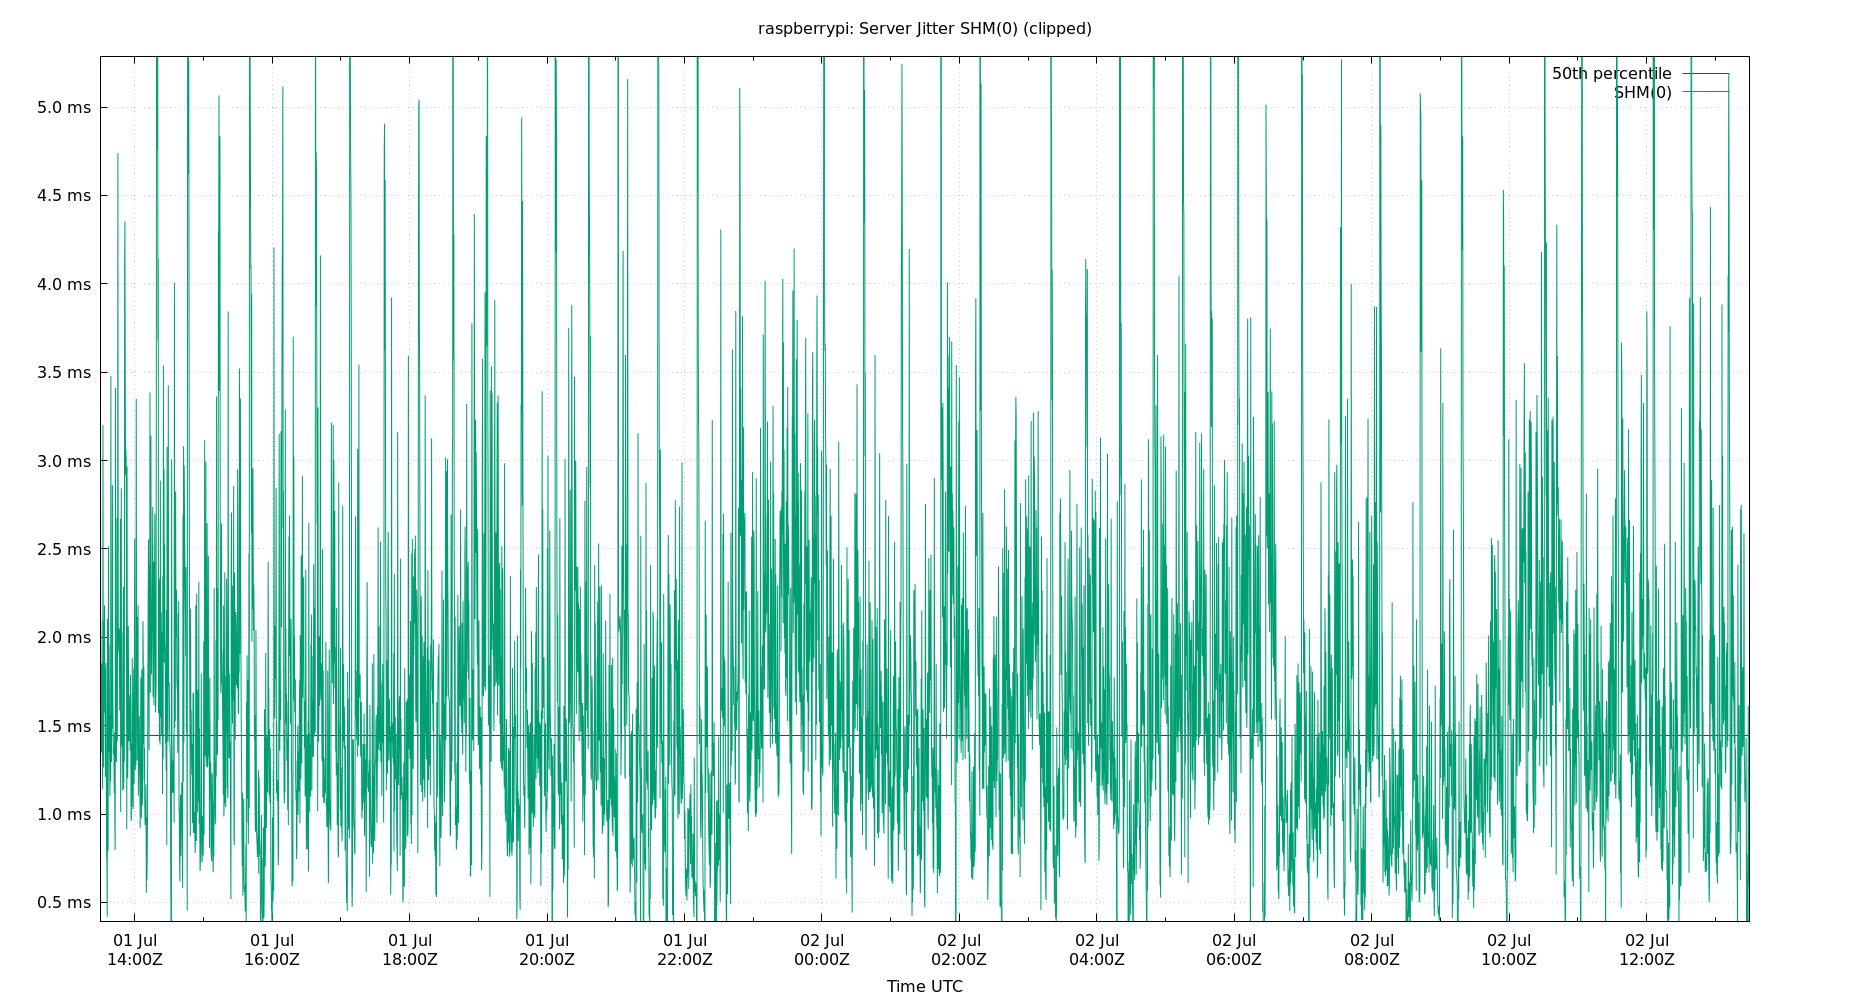 raspberrypi: Server Jitter SHM(0) (clipped)
50th percentile
SHM(0)
5.0 ms
4.5 ms
4.0 ms
3.5 ms
3.0 ms
2.5 ms
2.0 ms
1.5 ms
1.0 ms
0.5 ms
01 Jul 01 Jul 01 Jul 01 Jul 01 Jul 02 Jul 02 Jul 02 Jul 02 Jul 02 Jul 02 Jul 02 Jul
14:00Z 16:00Z 18:00Z 20:00Z 22:00Z 00:00Z 02:00Z 04:00Z 06:00Z 08:00Z 10:00Z 12:00Z
Time UTC